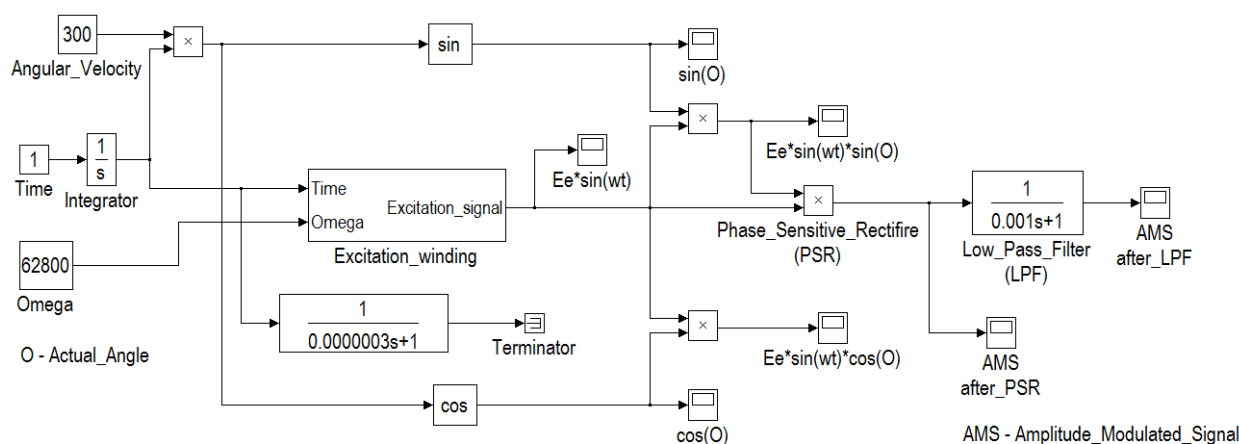 300
×
Angular_Velocity
sin
sin(O)
1
Time
1
s
Integrator
Time
Omega
Excitation_signal
Excitation_winding
Ee*sin(wt)
×
Ee*sin(wt)*sin(O)
×
Phase_Sensitive_Rectifire
(PSR)
1
0.001s+1
Low_Pass_Filter
(LPF)
AMS
after_LPF
62800
Omega
1
0.0000003s+1
Terminator
×
Ee*sin(wt)*cos(O)
AMS
after_PSR
O - Actual_Angle
cos
cos(O)
AMS - Amplitude_Modulated_Signal